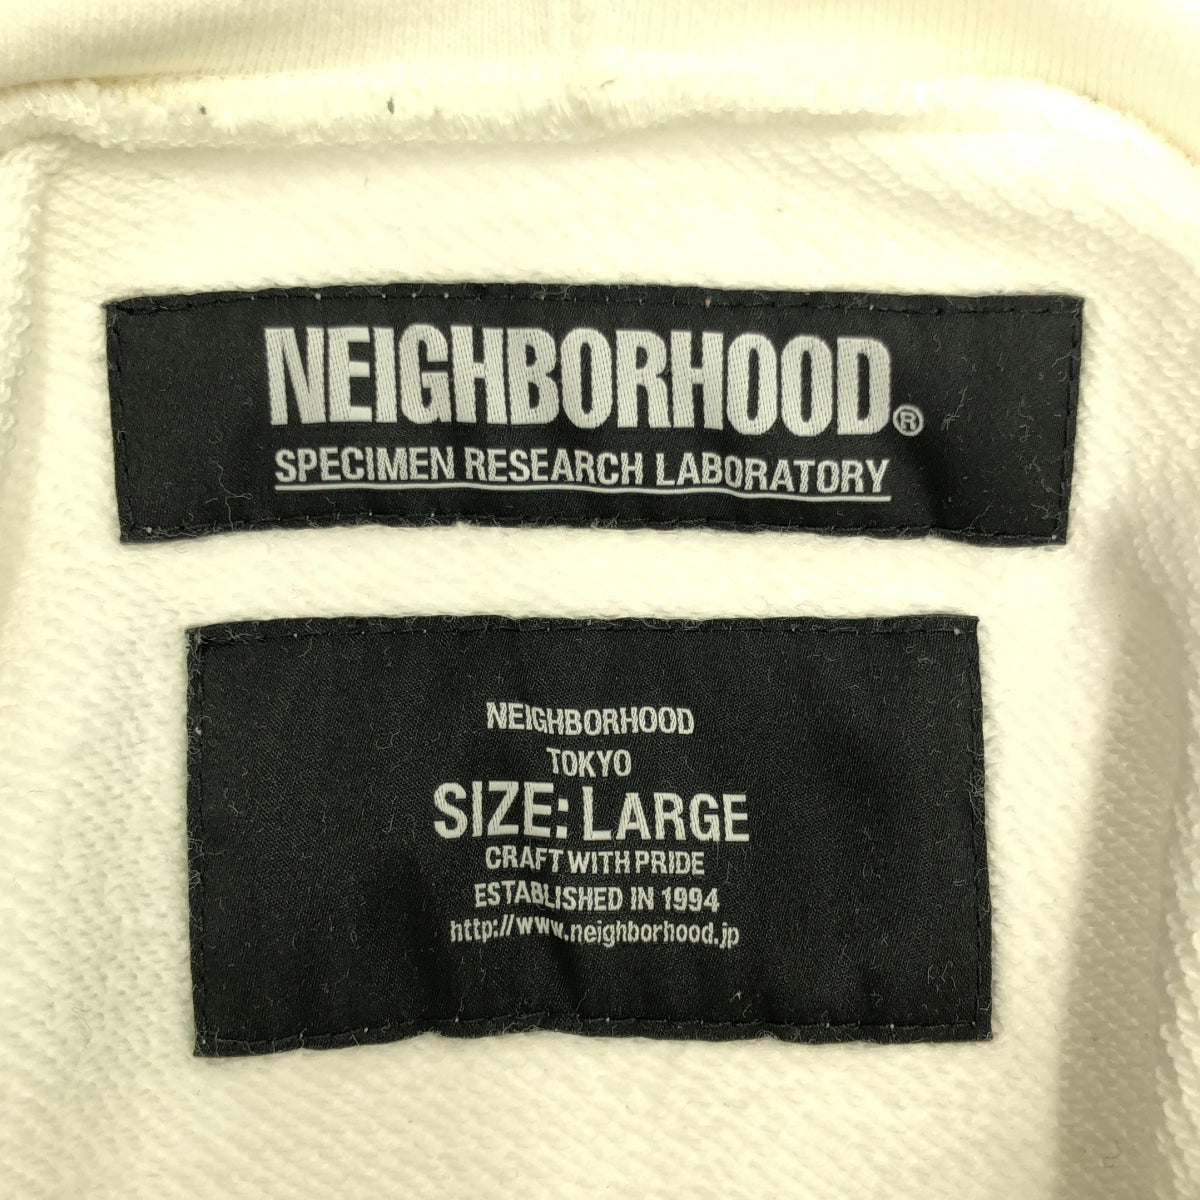 NEIGHBORHOOD®
SPECIMEN RESEARCH LABORATORY
NEIGHBORHOOD
TOKYO
SIZE: LARGE
CRAFT WITH PRIDE
ESTABLISHED IN 1994
http://www.neighborhood.jp